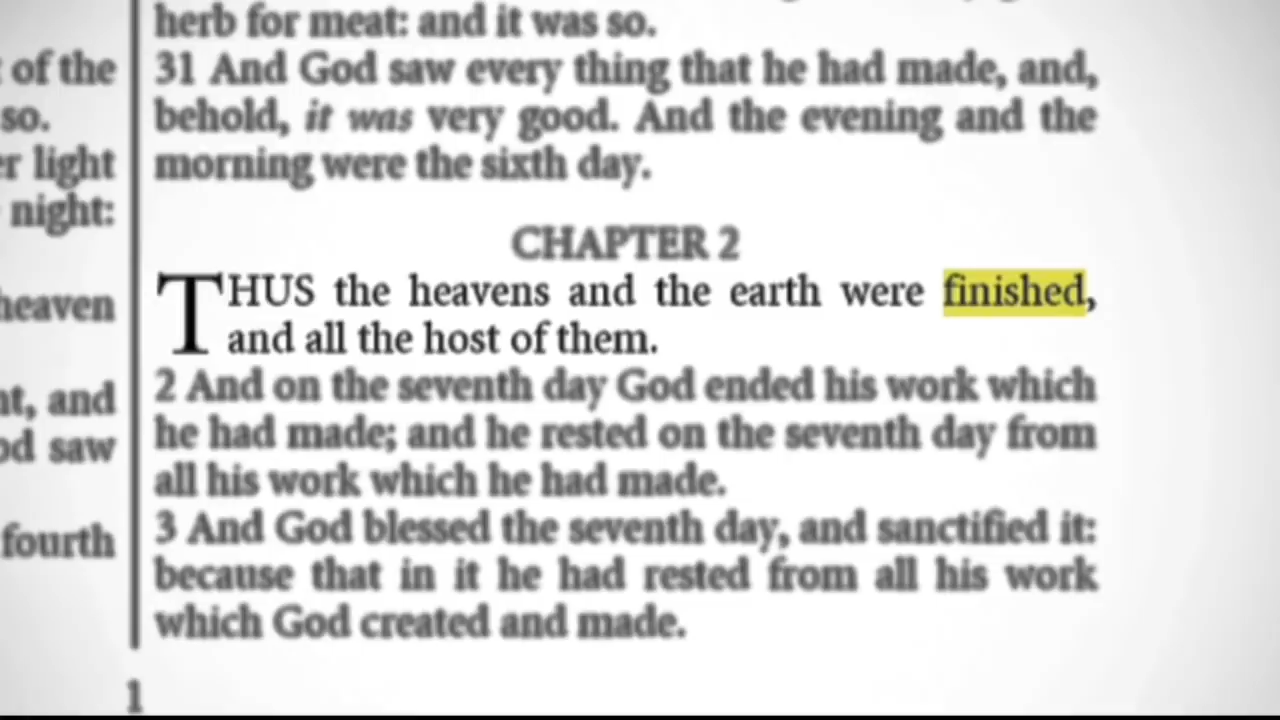 of the
so.
light
night:
heaven
and
saw
fourth
herb for meat: and it was so.
31 And God saw every thing that he had made, and,
behold, it was very good. And the evening and the
morning were the sixth day.
CHAPTER 2
THUS the heavens and the earth were finished,
and all the host of them.
2 And on the seventh day God ended his work which
he had made; and he rested on the seventh day from
all his work which he had made.
3 And God blessed the seventh day, and sanctified it:
because that in it he had rested from all his work
which God created and made.
1